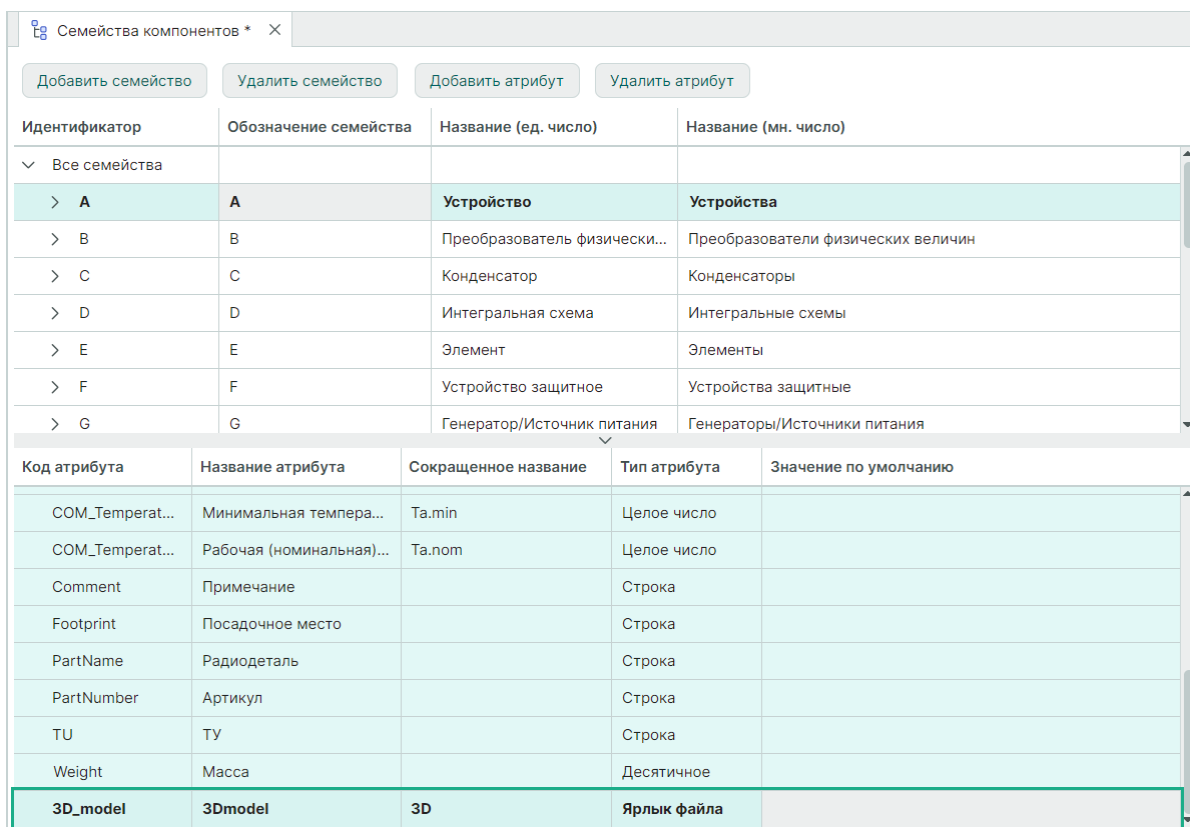 Семейства компонентов *
Добавить семейство Удалить семейство Добавить атрибут Удалить атрибут
Идентификатор Обозначение семейства Название (ед. число) Название (мн. число)
Все семейства
A A Устройство Устройства
B B Преобразователь физически... Преобразователи физических величин
C C Конденсатор Конденсаторы
D D Интегральная схема Интегральные схемы
E E Элемент Элементы
F F Устройство защитное Устройства защитные
G G Генератор/Источник питания Генераторы/Источники питания
Код атрибута Название атрибута Сокращенное название Тип атрибута Значение по умолчанию
COM_Temperat... Минимальная темпера... Ta.min Целое число
COM_Temperat... Рабочая (номинальная)... Ta.nom Целое число
Comment Примечание Строка
Footprint Посадочное место Строка
PartName Радиодеталь Строка
PartNumber Артикул Строка
TU ТУ Строка
Weight Масса Десятичное
3D_model 3Dmodel 3D Ярлык файла